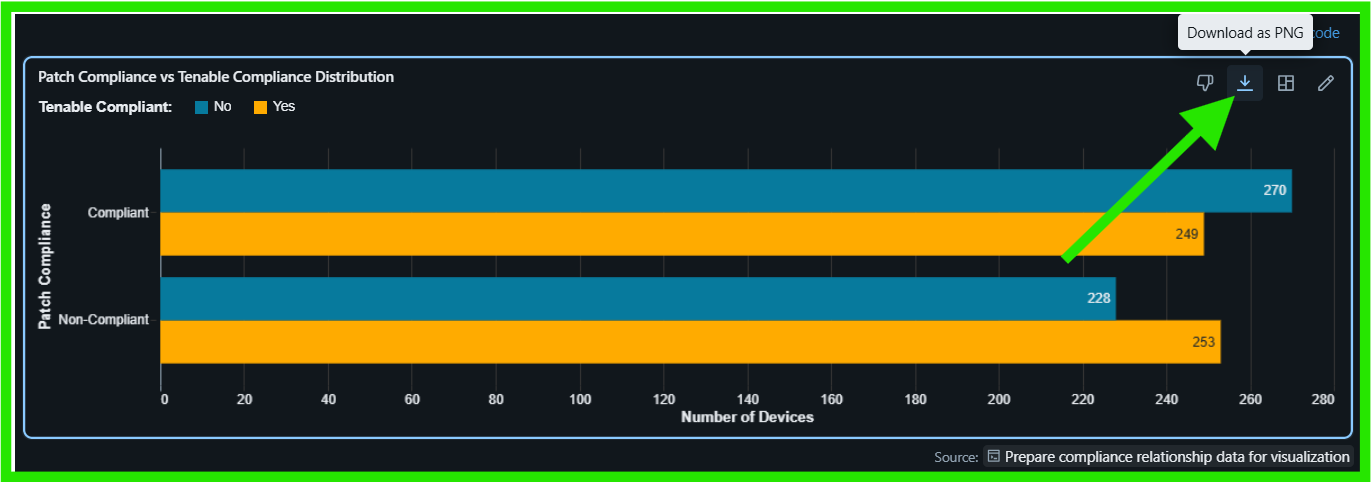 Download as PNG
code
Patch Compliance vs Tenable Compliance Distribution
Tenable Compliant: No Yes
Patch Compliance
Compliant
270
249
Non-Compliant
228
253
0 20 40 60 80 100 120 140 160 180 200 220 240 260 280
Number of Devices
Source: Prepare compliance relationship data for visualization